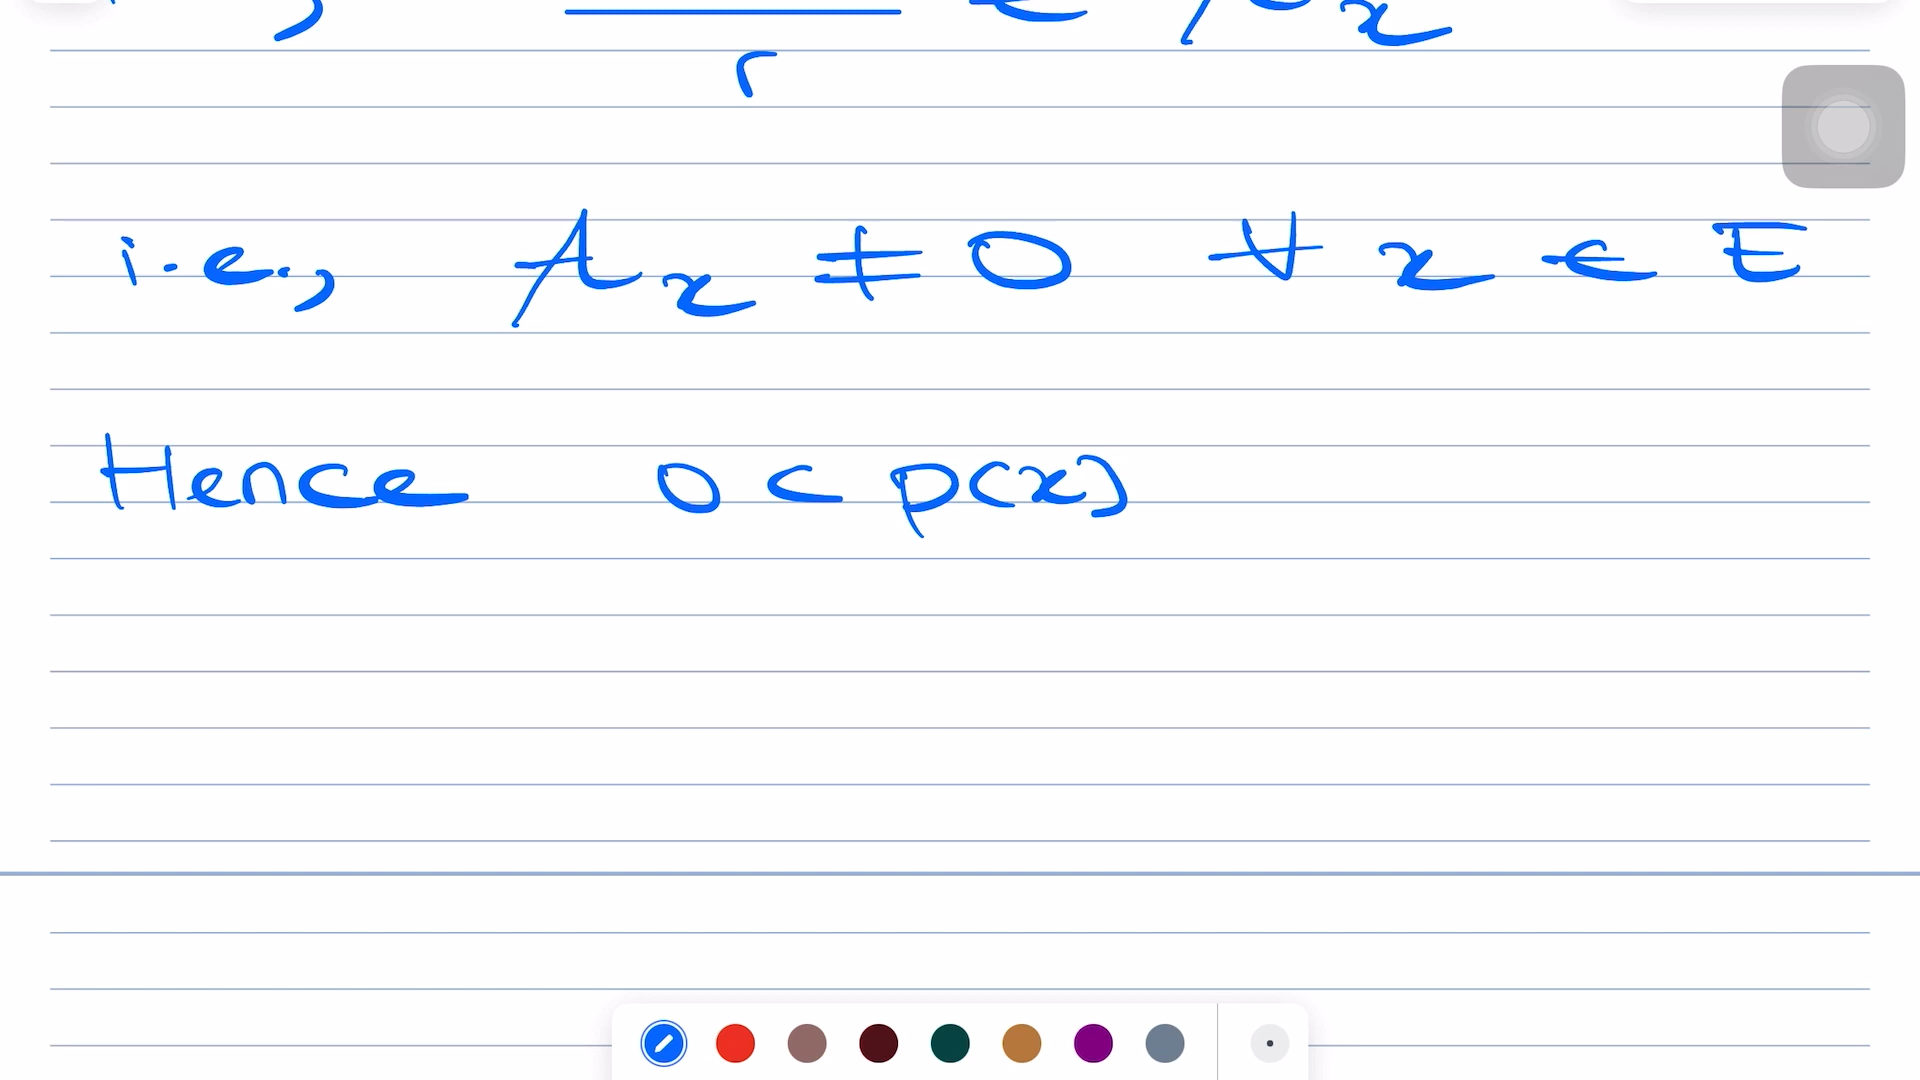 r
i.e., A_x ≠ 0 ∀ x ∈ E
Hence 0 < p(x)